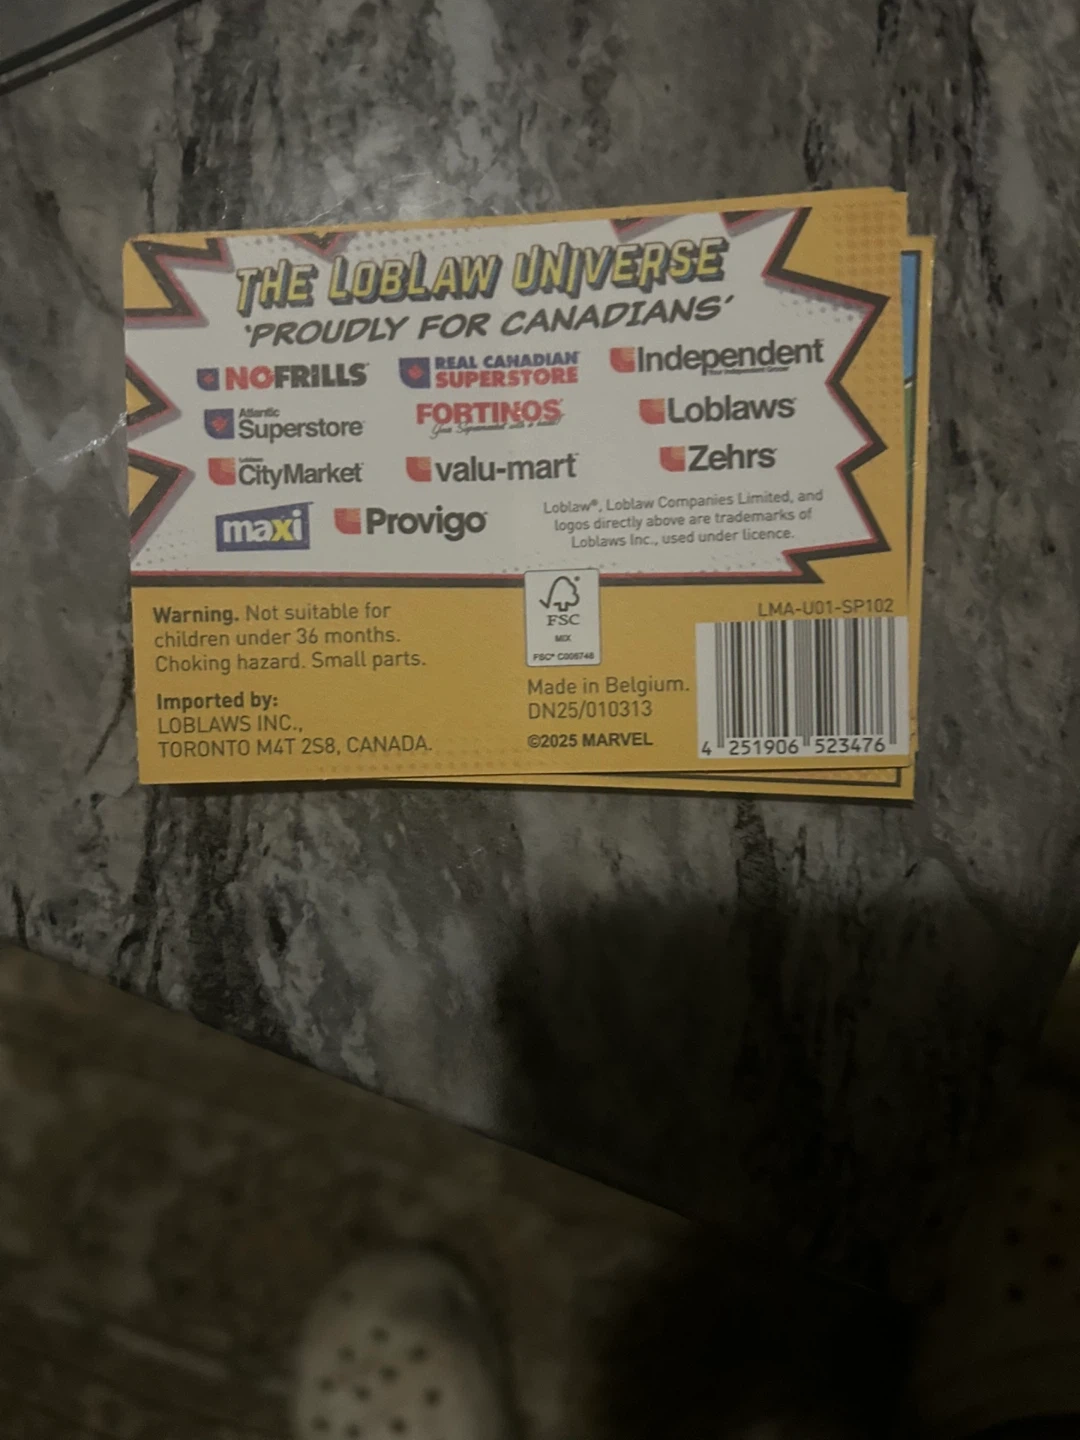 THE LOBLAW UNIVERSE
'PROUDLY FOR CANADIANS'
NOFRILLS
REAL CANADIAN
SUPERSTORE
Independent
Your Independent Grocer
Atlantic
Superstore
FORTINOS
Loblaws
CityMarket
valu-mart
Zehrs
maxi
Provigo
Loblaw®, Loblaw Companies Limited, and
logos directly above are trademarks of
Loblaws Inc., used under licence.
Warning. Not suitable for
children under 36 months.
Choking hazard. Small parts.
Imported by:
LOBLAWS INC.,
TORONTO M4T 2S8, CANADA.
FSC
MIX
Made in Belgium.
DN25/010313
©2025 MARVEL
LMA-U01-SP102
4 251906 523476